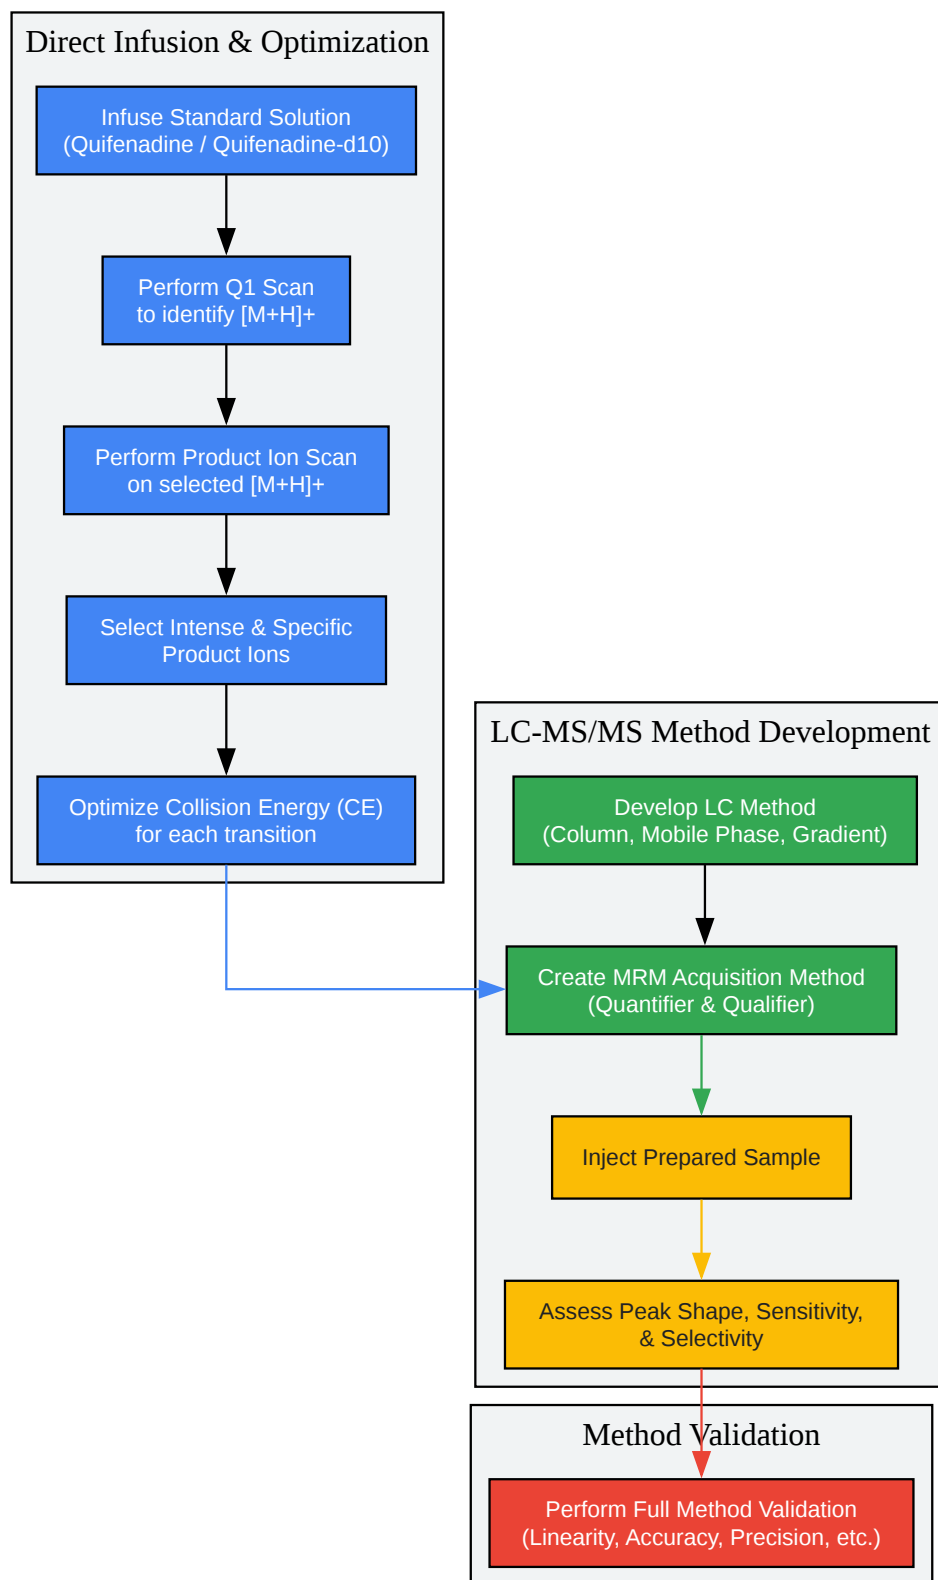 Direct Infusion & Optimization
Infuse Standard Solution
(Quifenadine / Quifenadine-d10)
Perform Q1 Scan
to identify [M+H]+
Perform Product Ion Scan
on selected [M+H]+
Select Intense & Specific
Product Ions
Optimize Collision Energy (CE)
for each transition
LC-MS/MS Method Development
Develop LC Method
(Column, Mobile Phase, Gradient)
Create MRM Acquisition Method
(Quantifier & Qualifier)
Inject Prepared Sample
Assess Peak Shape, Sensitivity,
& Selectivity
Method Validation
Perform Full Method Validation
(Linearity, Accuracy, Precision, etc.)